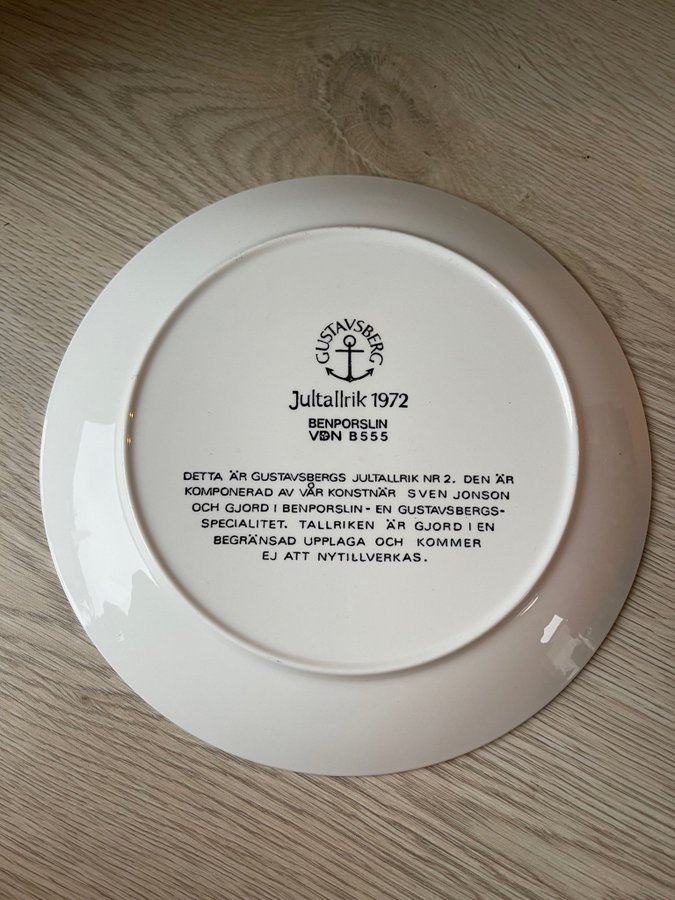 GUSTAVSBERG
Jultallrik 1972
BENPORSLIN
VDN B555
DETTA ÄR GUSTAVSBERGS JULTALLRIK NR 2. DEN ÄR
KOMPONERAD AV VÅR KONSTNÄR SVEN JONSON
OCH GJORD I BENPORSLIN - EN GUSTAVSBERGS-
SPECIALITET. TALLRIKEN ÄR GJORD I EN
BEGRÄNSAD UPPLAGA OCH KOMMER
EJ ATT NYTILLVERKAS.